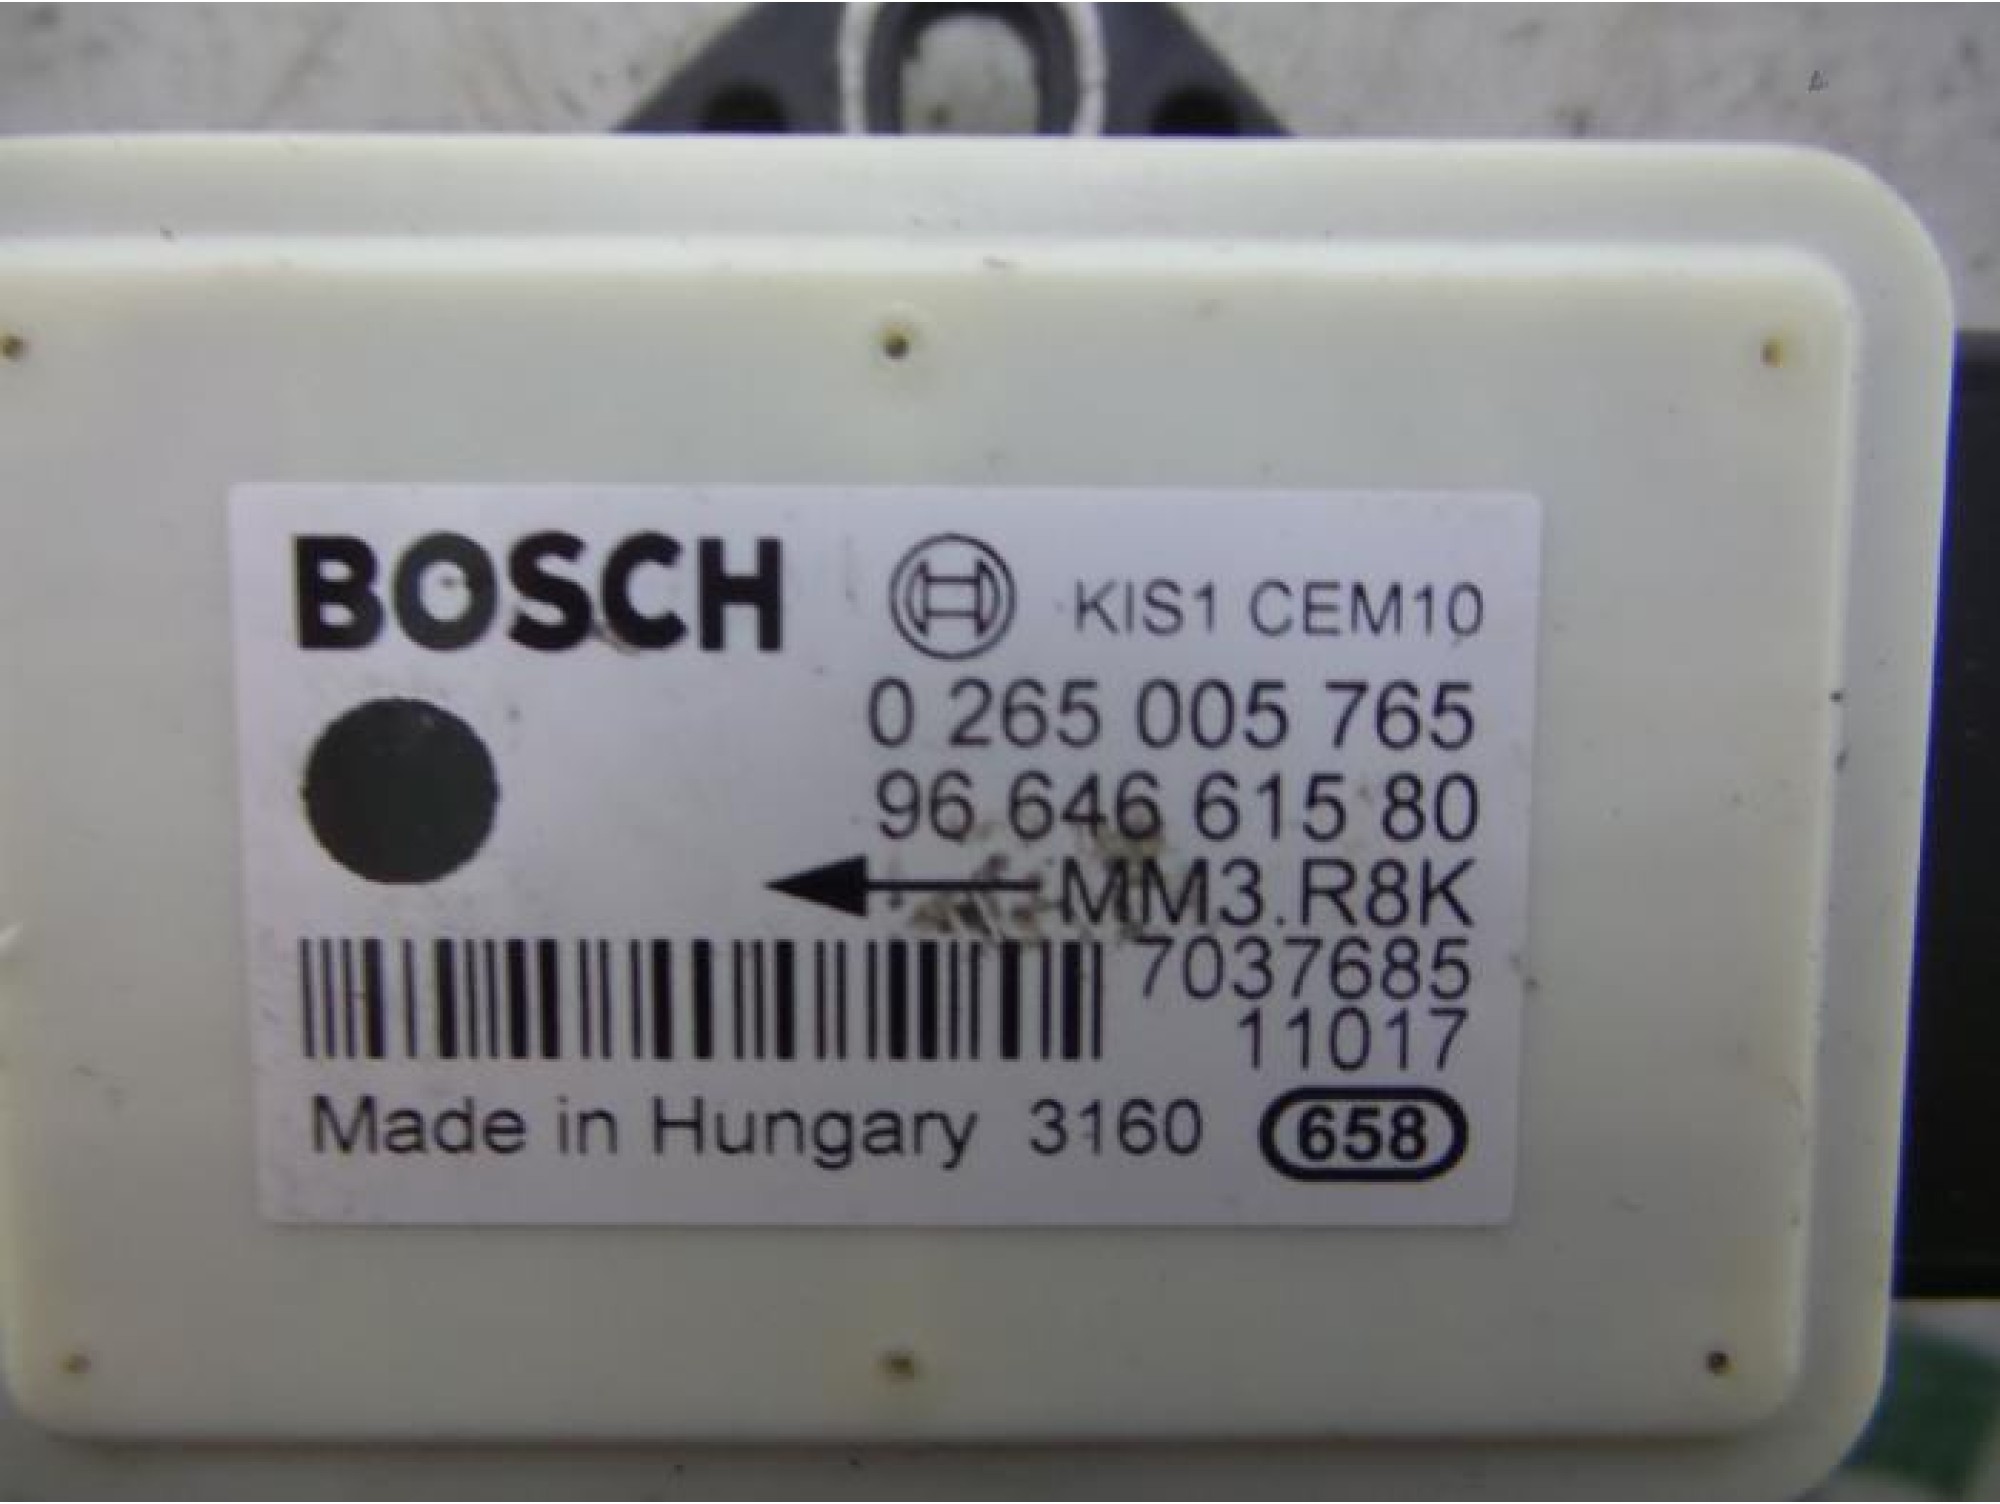 BOSCH KIS1 CEM10
0 265 005 765
96 646 615 80
MM3.R8K
7037685
11017
Made in Hungary 3160 658